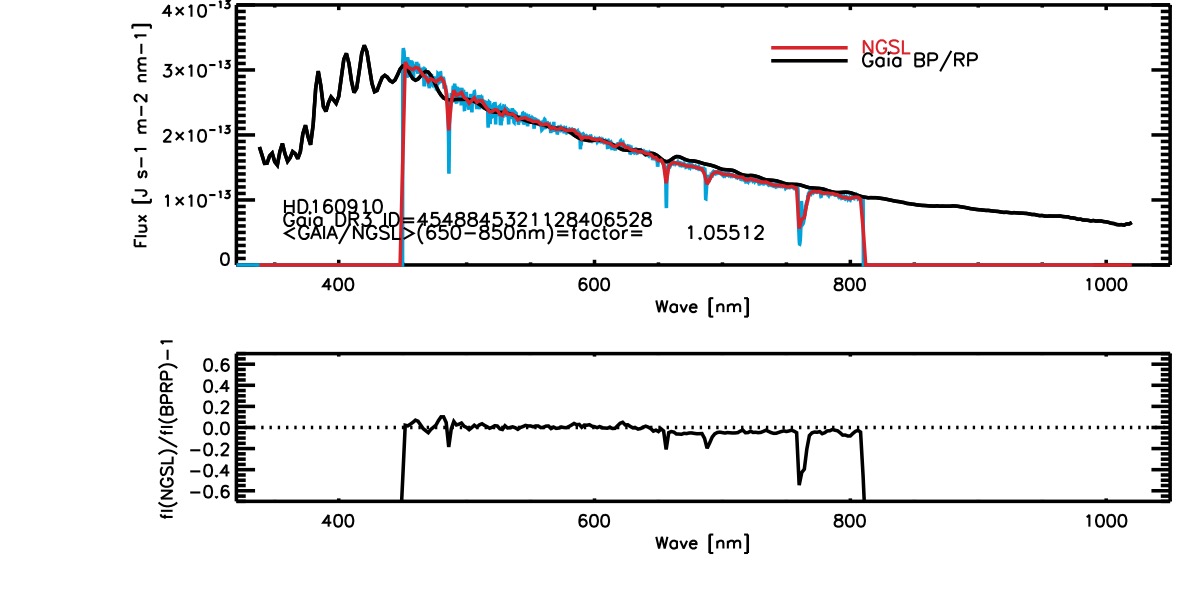 4×10−13
3×10−13
2×10−13
1×10−13
0
Flux [J s−1 m−2 nm−1]
NGSL
Gaia BP/RP
HD160910
Gaia DR3 ID=4548845321128406528
<GAIA/NGSL>(650−850nm)=factor= 1.05512
400 600 800 1000
Wave [nm]
fl(NGSL)/fl(BPRP)−1
0.6
0.4
0.2
0.0
−0.2
−0.4
−0.6
400 600 800 1000
Wave [nm]